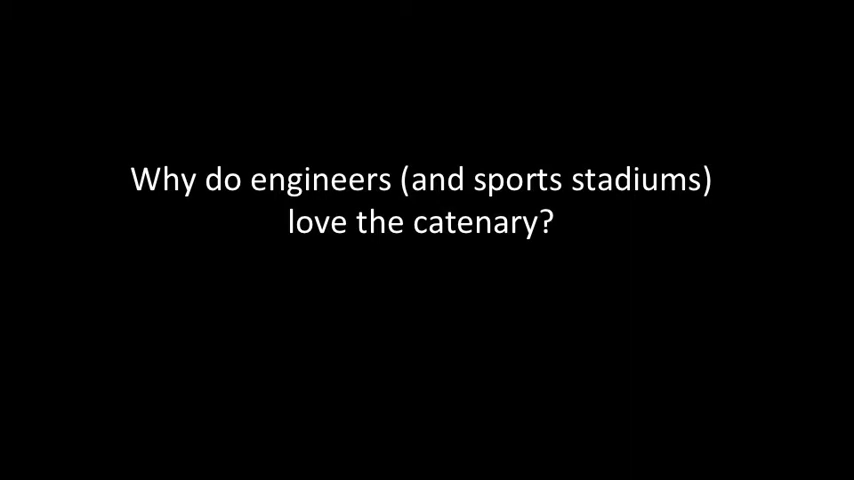 Why do engineers (and sports stadiums)
love the catenary?